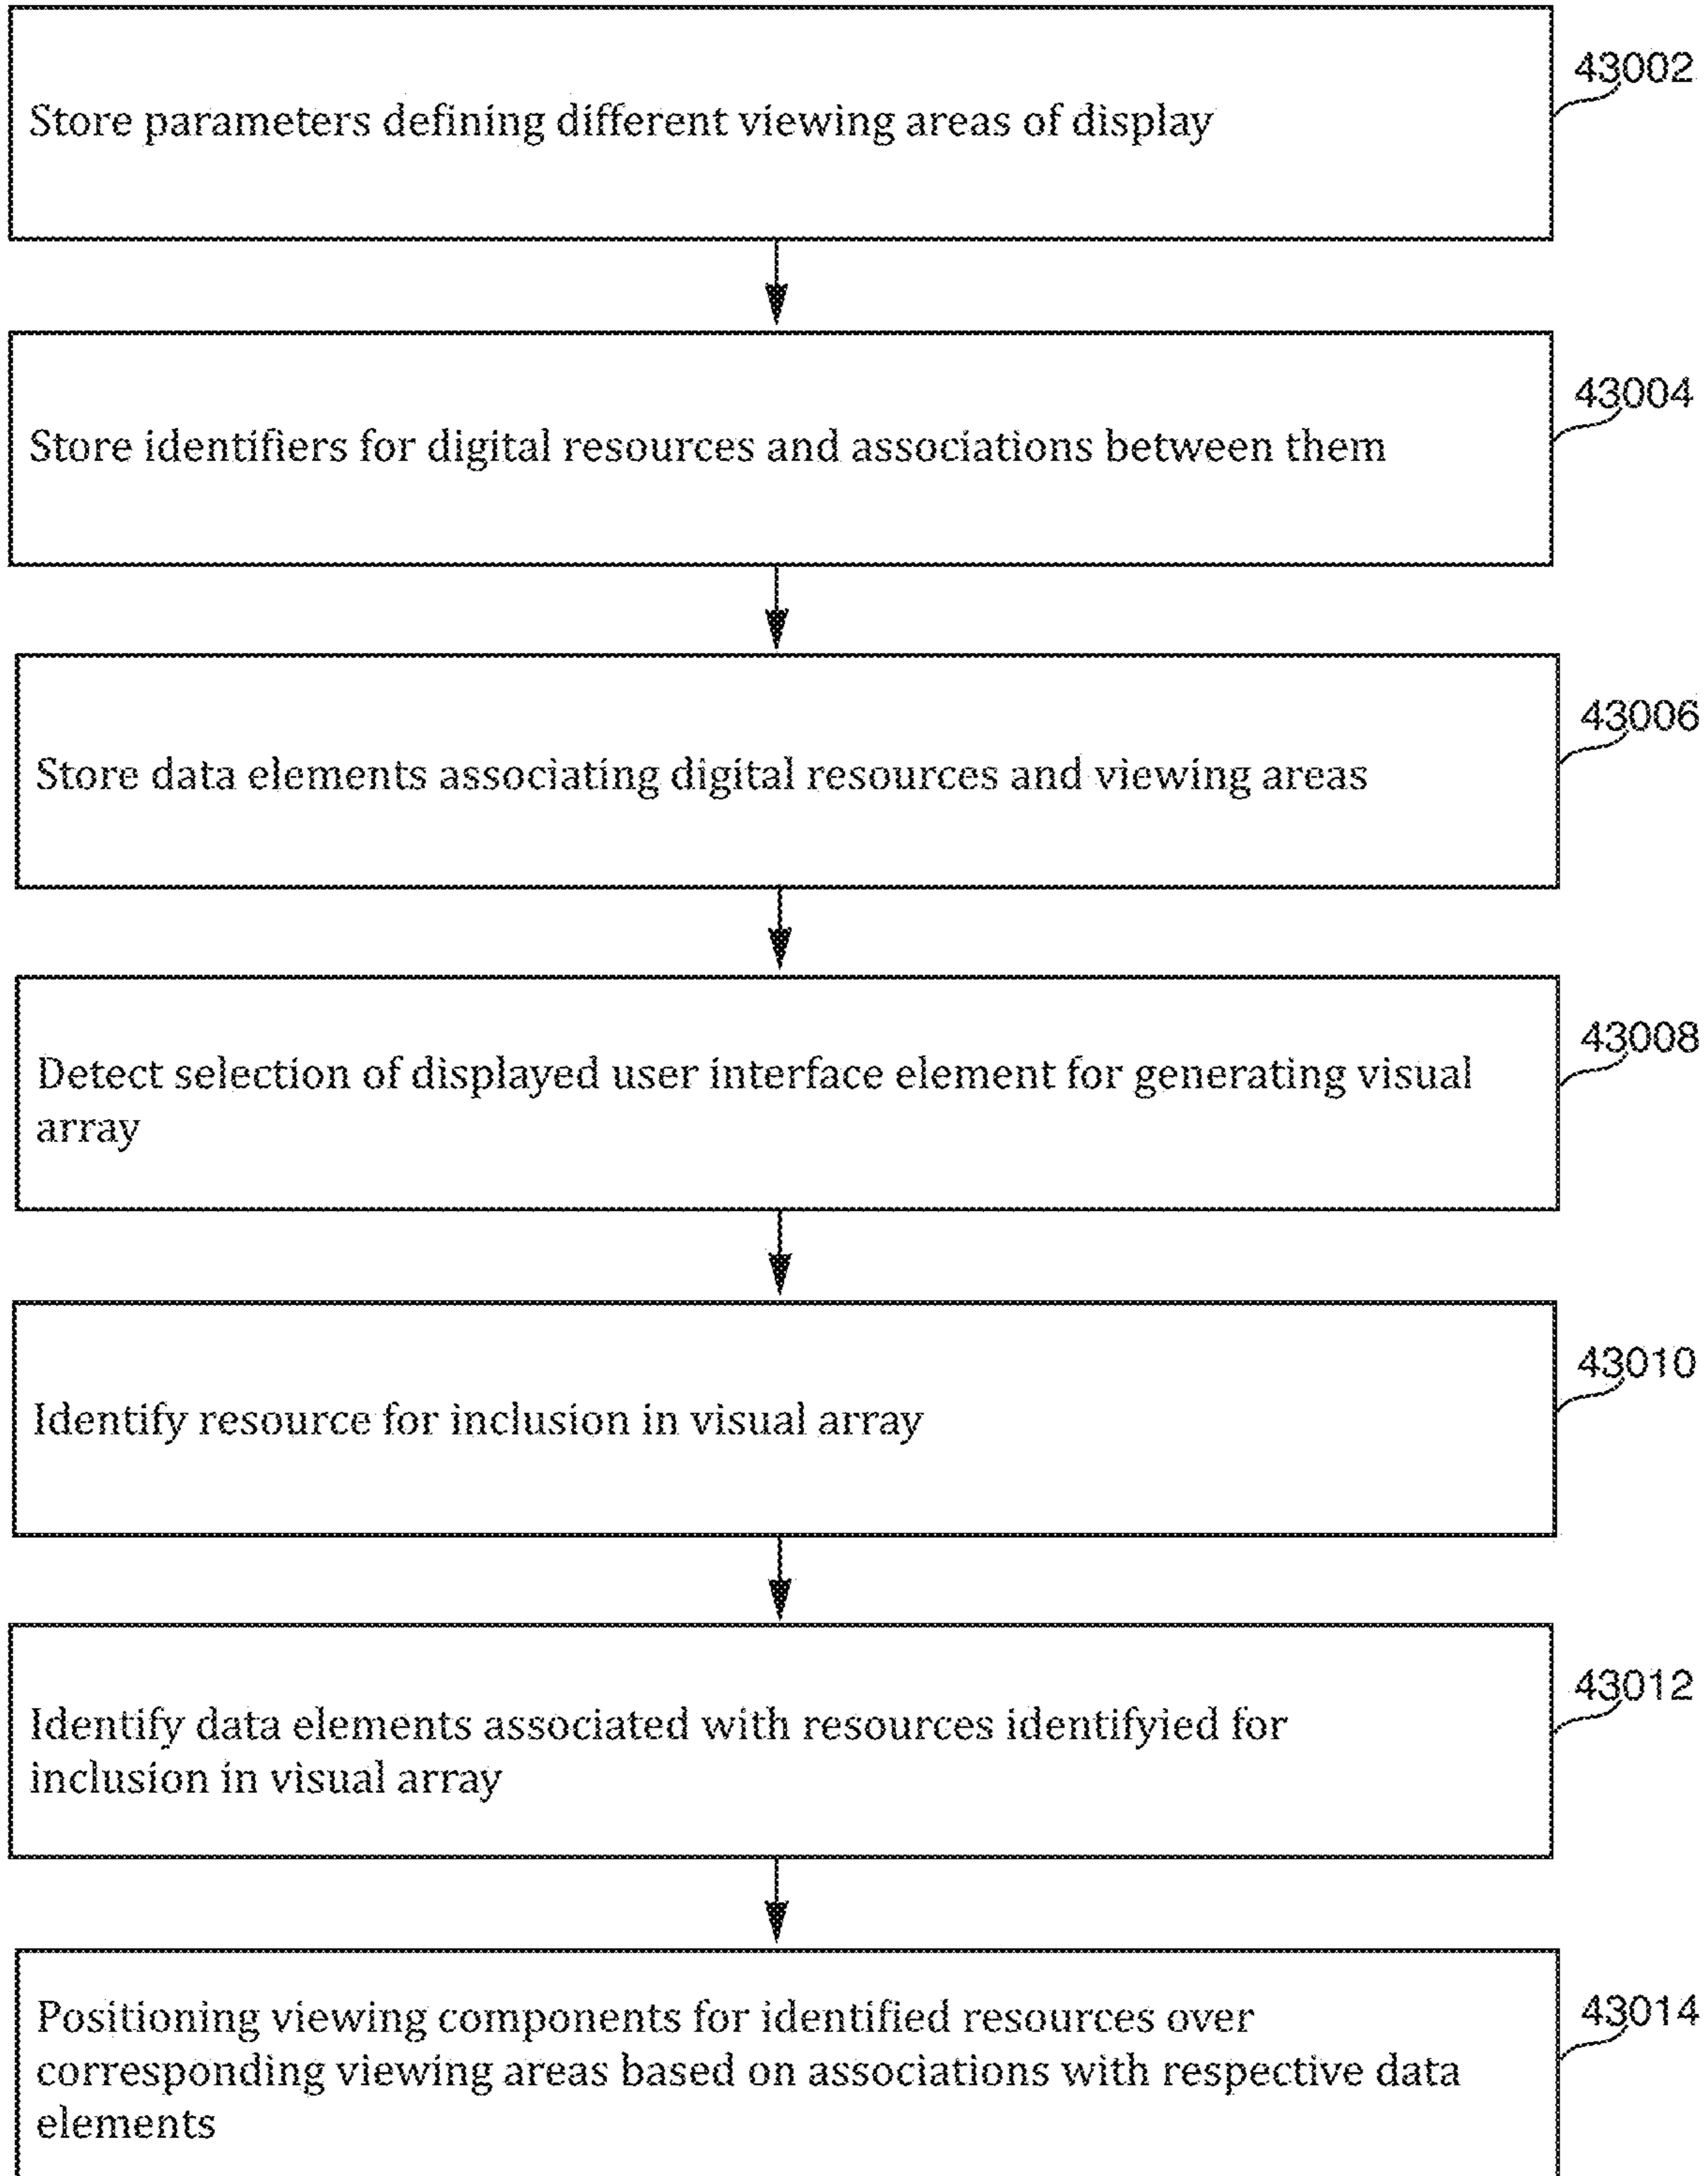 43002
Store parameters defining different viewing areas of display
43004
Store identifiers for digital resources and associations between them
43006
Store data elements associating digital resources and viewing areas
43008
Detect selection of displayed user interface element for generating visual
array
43010
Identify resource for inclusion in visual array
43012
Identify data elements associated with resources identifyied for
inclusion in visual array
43014
Positioning viewing components for identified resources over
corresponding viewing areas based on associations with respective data
elements